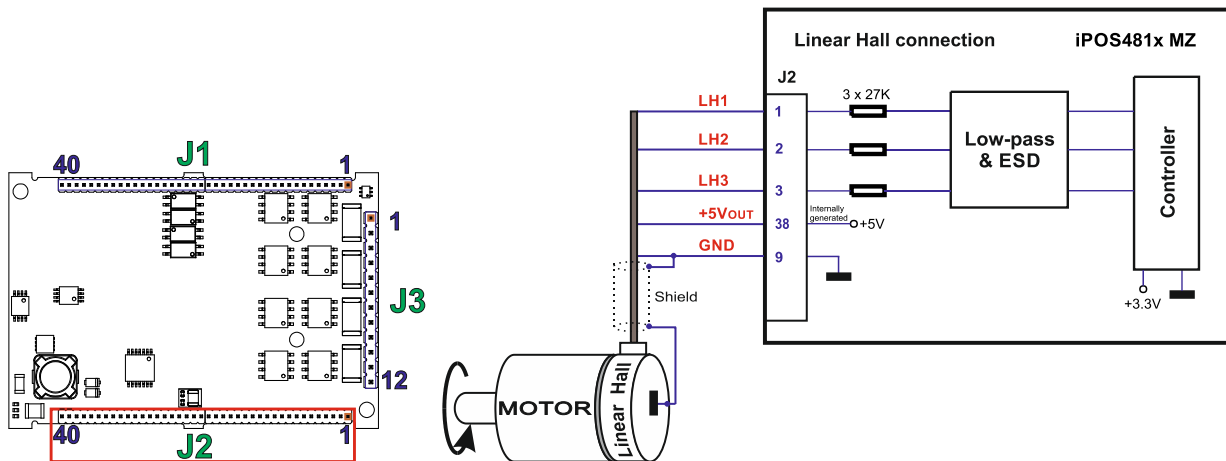 40
J1
1
1
J3
12
40
J2
1
Linear Hall connection
iPOS481x MZ
J2
LH1
1
3 x 27K
LH2
2
LH3
3
+5VOUT
38
Internally
generated
+5V
GND
9
Low-pass
& ESD
Controller
+3.3V
Shield
MOTOR
Linear Hall